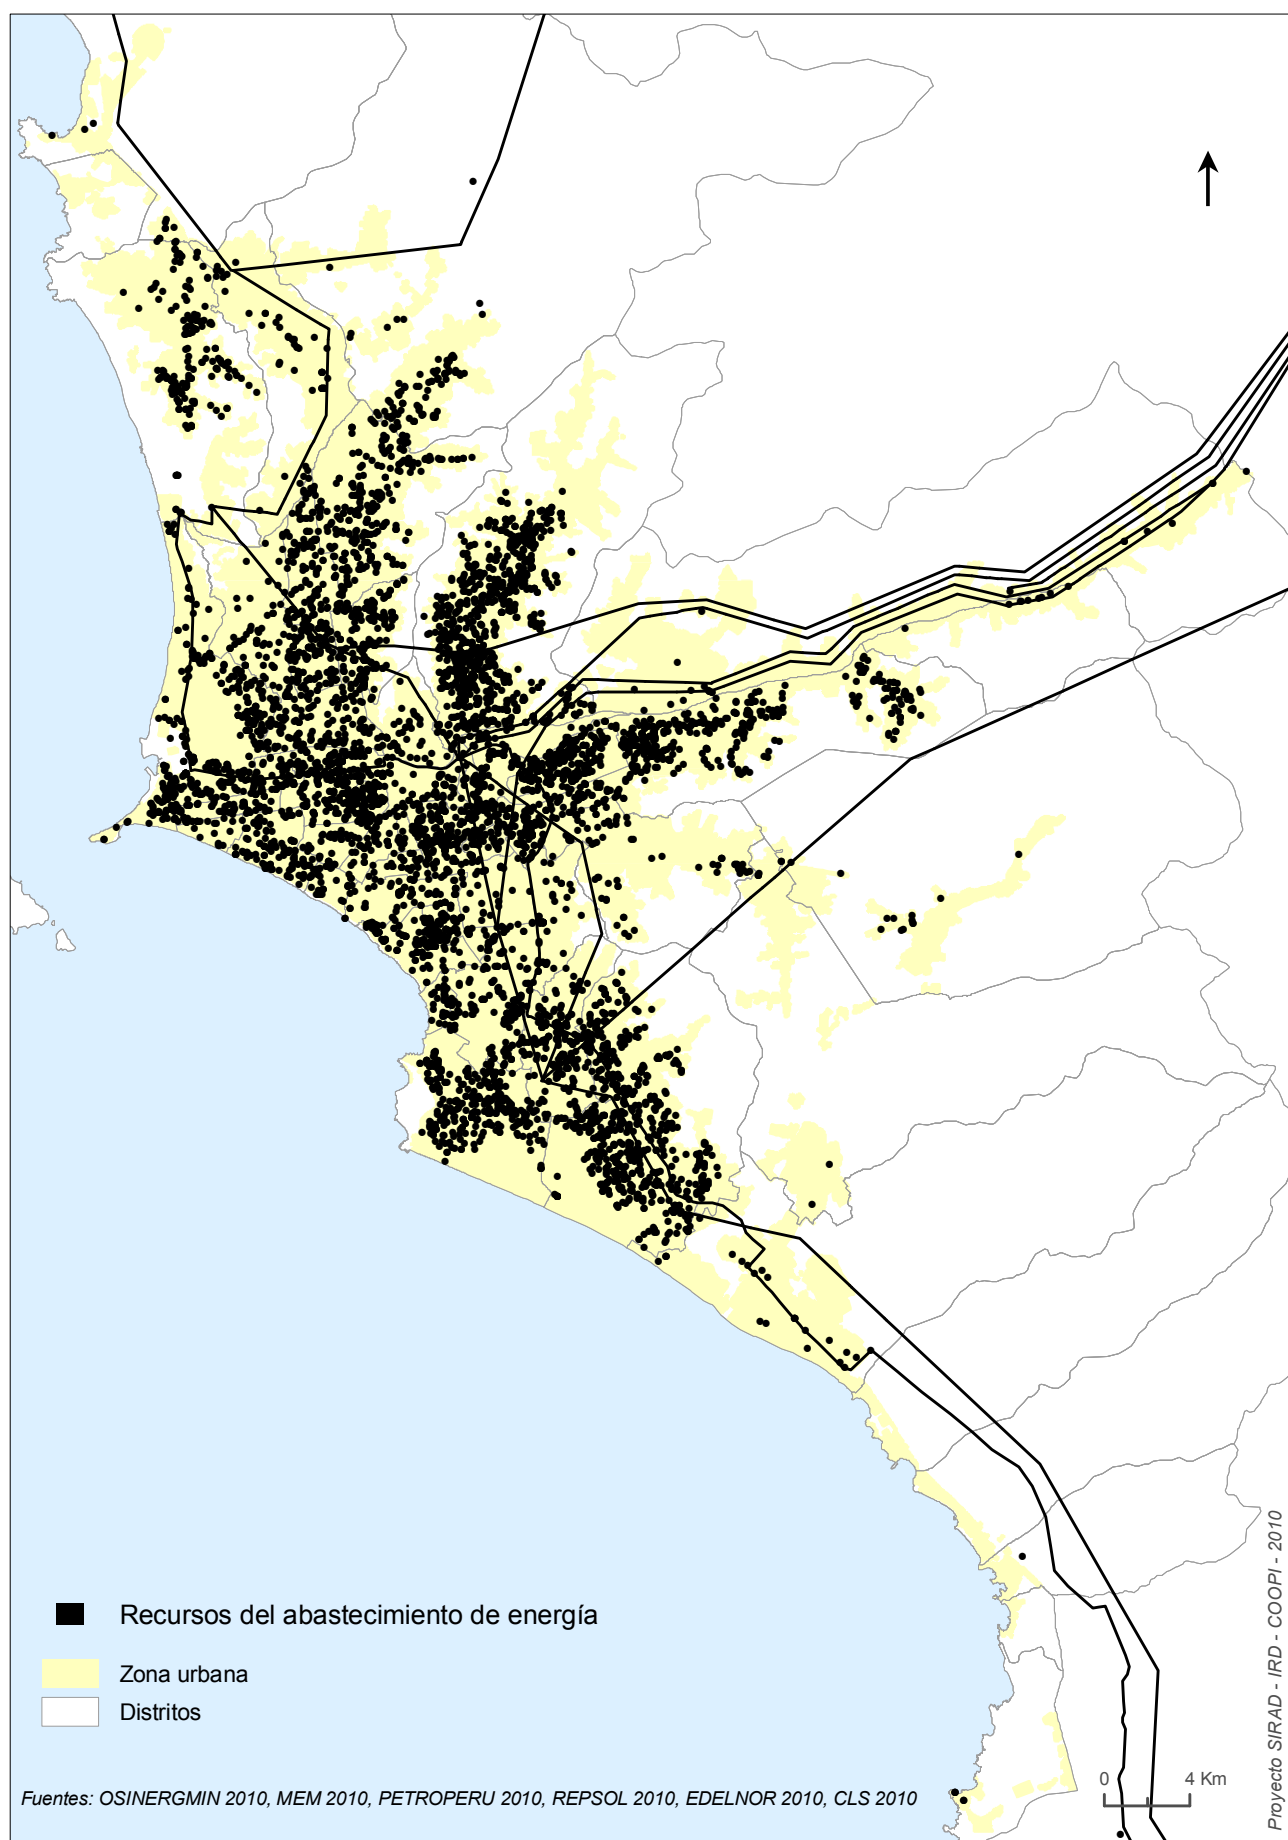 Recursos del abastecimiento de energía
Zona urbana
Distritos
0 4 Km
Fuentes: OSINERGMIN 2010, MEM 2010, PETROPERU 2010, REPSOL 2010, EDELNOR 2010, CLS 2010
Proyecto SIRAD - IRD - COOPI - 2010